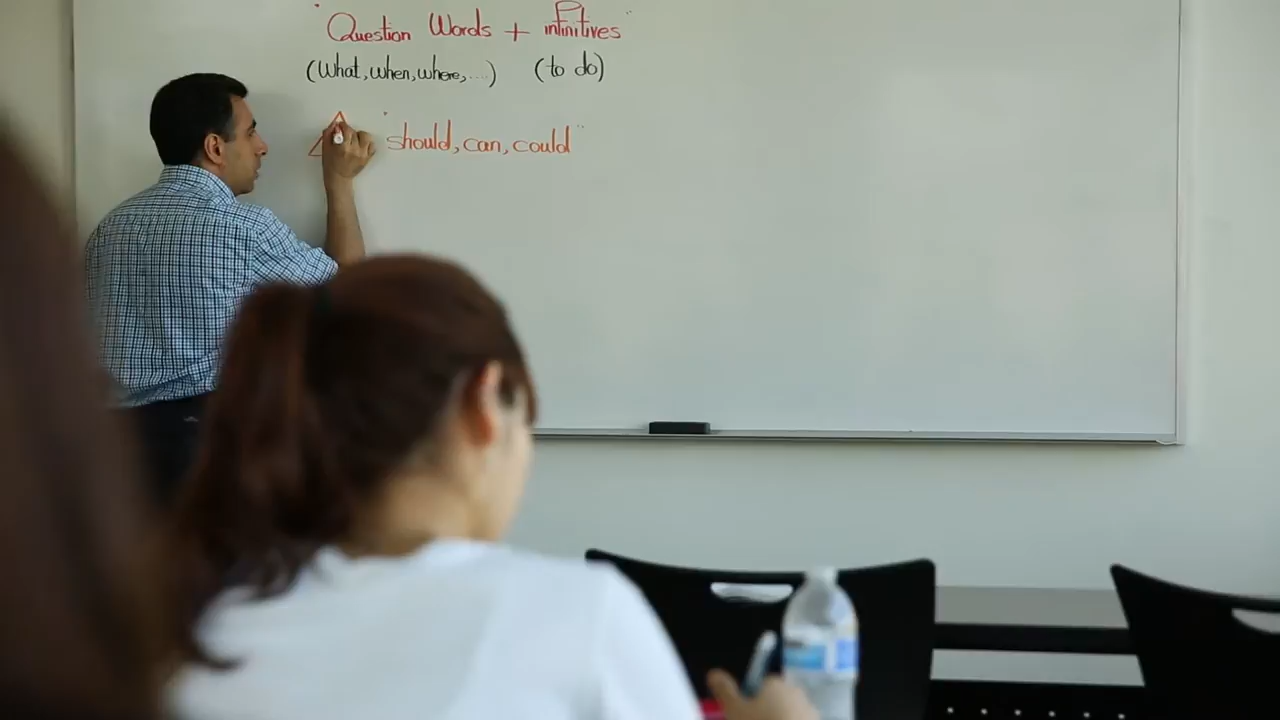 "Question Words + infinitives"
(What, when, where, ....) (to do)
"should, can, could"